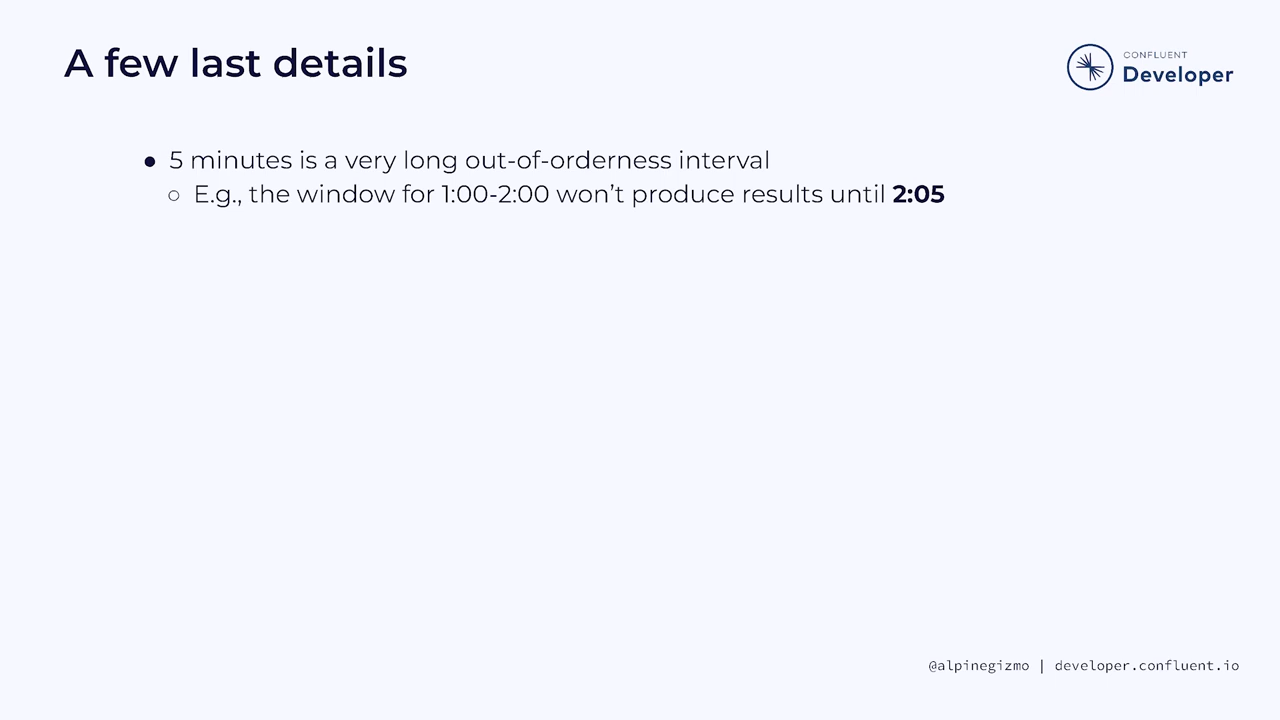 A few last details
CONFLUENT
Developer
● 5 minutes is a very long out-of-orderness interval
○ E.g., the window for 1:00-2:00 won’t produce results until 2:05
@alpinegizmo | developer.confluent.io